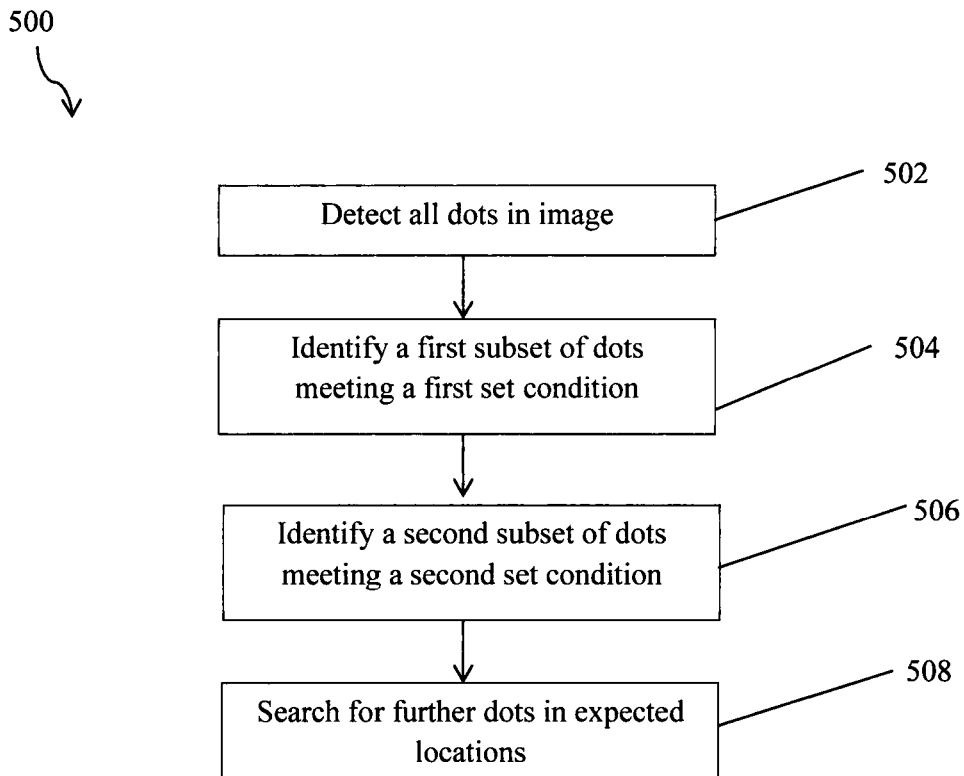 500
502
Detect all dots in image
504
Identify a first subset of dots
meeting a first set condition
506
Identify a second subset of dots
meeting a second set condition
508
Search for further dots in expected
locations